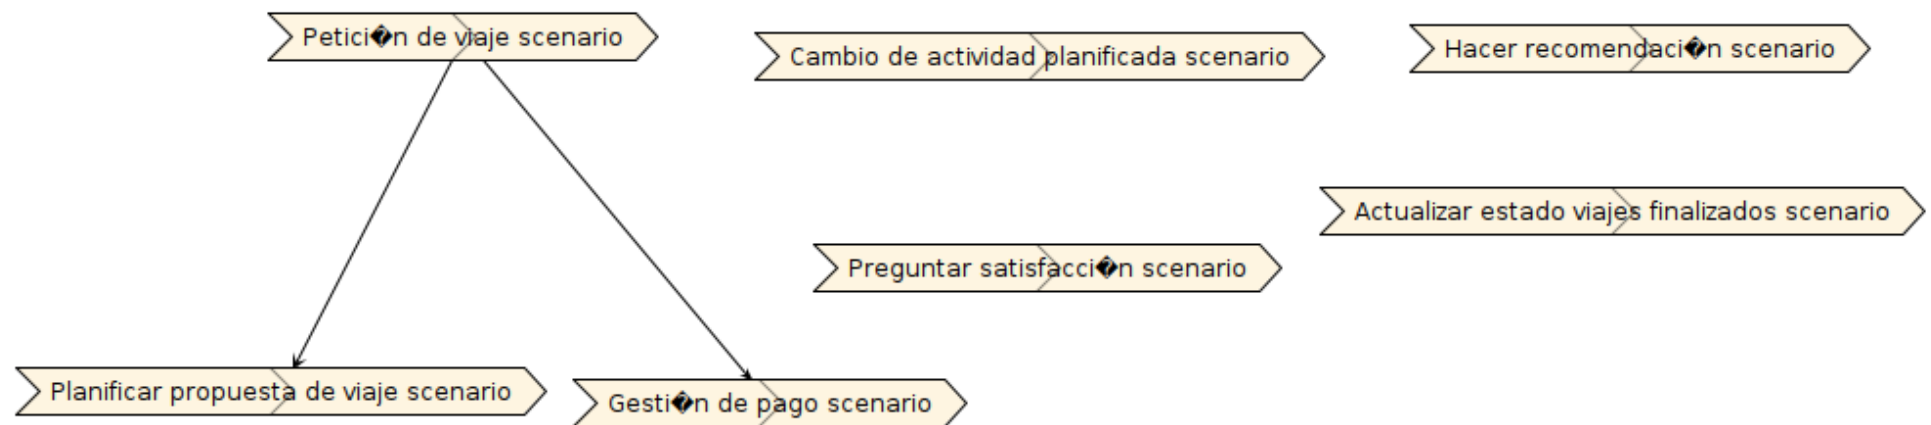 Petici�n de viaje scenario
Cambio de actividad planificada scenario
Hacer recomendaci�n scenario
Actualizar estado viajes finalizados scenario
Preguntar satisfacci�n scenario
Planificar propuesta de viaje scenario
Gesti�n de pago scenario